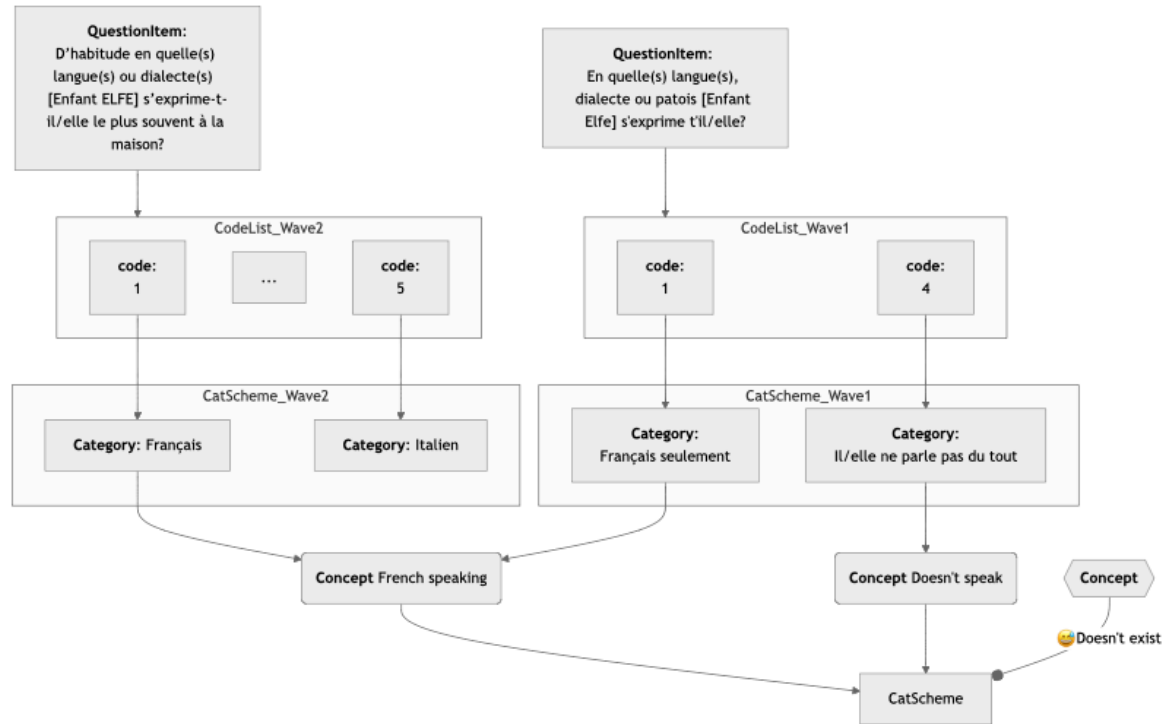 QuestionItem:
D'habitude en quelle(s)
langue(s) ou dialecte(s)
[Enfant ELFE] s'exprime-t-
il/elle le plus souvent à la
maison?
QuestionItem:
En quelle(s) langue(s),
dialecte ou patois [Enfant
Elfe] s'exprime t'il/elle?
CodeList_Wave2
code:
1
...
code:
5
CodeList_Wave1
code:
1
code:
4
CatScheme_Wave2
Category: Français
Category: Italien
CatScheme_Wave1
Category:
Français seulement
Category:
Il/elle ne parle pas du tout
Concept French speaking
Concept Doesn't speak
Concept
😅Doesn't exist
CatScheme